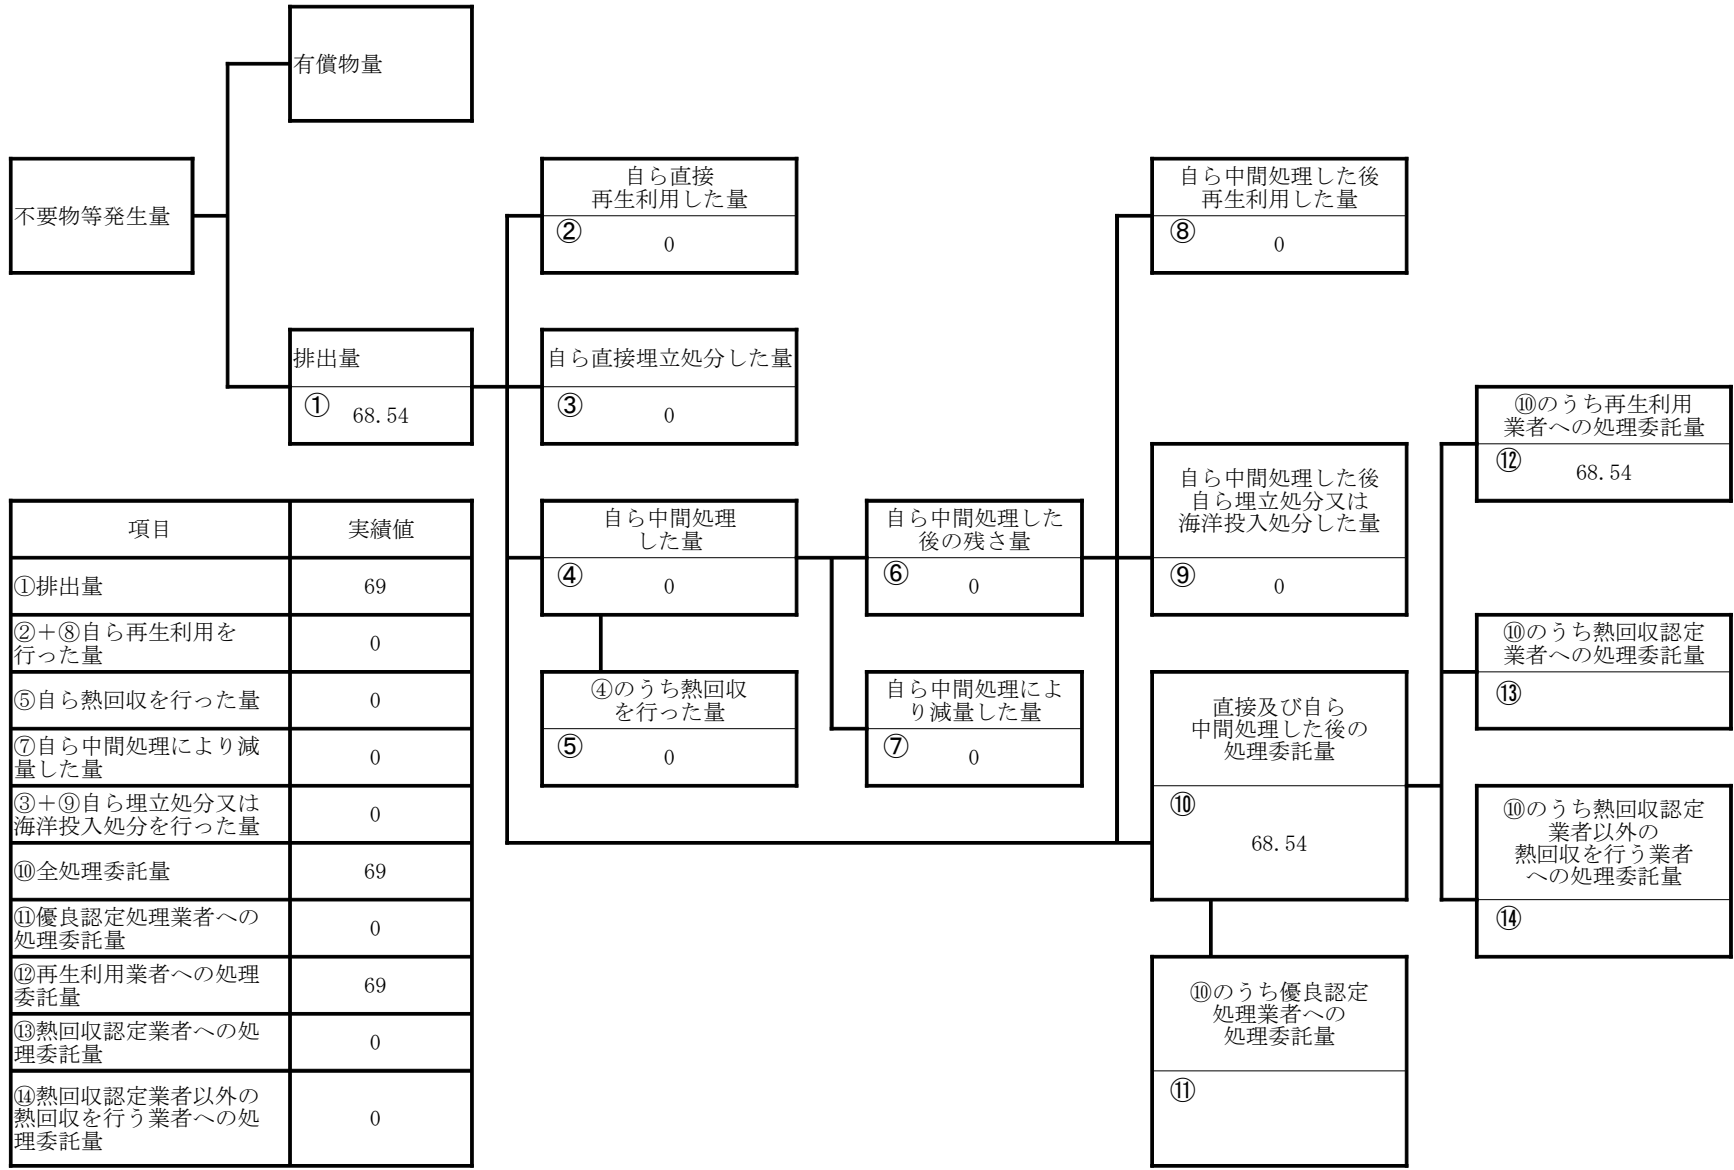 有償物量
不要物等発生量
自ら直接
再生利用した量
②
0
自ら中間処理した後
再生利用した量
⑧
0
排出量
①
68.54
自ら直接埋立処分した量
③
0
⑩のうち再生利用
業者への処理委託量
⑫
68.54
自ら中間処理
した量
④
0
自ら中間処理した
後の残さ量
⑥
0
自ら中間処理した後
自ら埋立処分又は
海洋投入処分した量
⑨
0
⑩のうち熱回収認定
業者への処理委託量
⑬
④のうち熱回収
を行った量
⑤
0
自ら中間処理によ
り減量した量
⑦
0
直接及び自ら
中間処理した後の
処理委託量
⑩
68.54
⑩のうち熱回収認定
業者以外の
熱回収を行う業者
への処理委託量
⑭
⑩のうち優良認定
処理業者への
処理委託量
⑪
項目
実績値
①排出量
69
②+⑧自ら再生利用を
行った量
0
⑤自ら熱回収を行った量
0
⑦自ら中間処理により減
量した量
0
③+⑨自ら埋立処分又は
海洋投入処分を行った量
0
⑩全処理委託量
69
⑪優良認定処理業者への
処理委託量
0
⑫再生利用業者への処理
委託量
69
⑬熱回収認定業者への処
理委託量
0
⑭熱回収認定業者以外の
熱回収を行う業者への処
理委託量
0